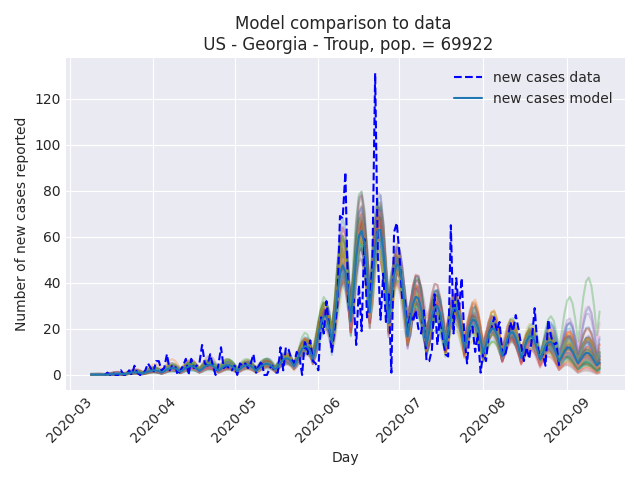 Model comparison to data
US - Georgia - Troup, pop. = 69922
new cases data
new cases model
Number of new cases reported
120
100
80
60
40
20
0
2020-03
2020-04
2020-05
2020-06
2020-07
2020-08
2020-09
Day